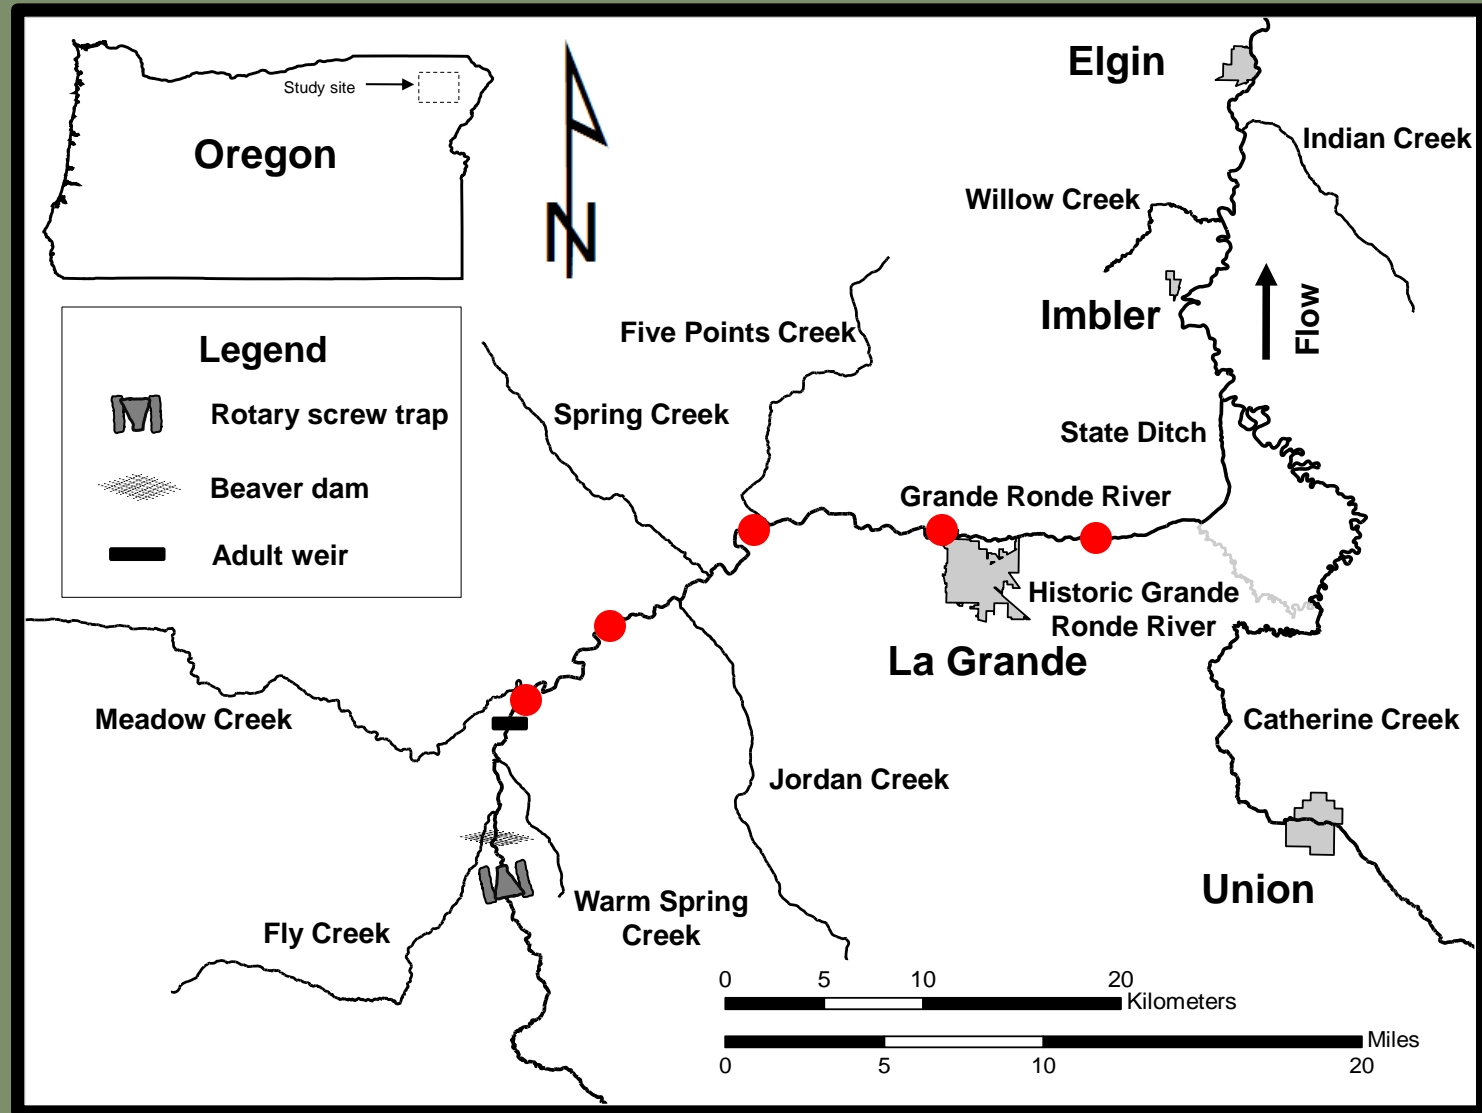 Study site
Oregon
N
Legend
Rotary screw trap
Beaver dam
Adult weir
Elgin
Indian Creek
Willow Creek
Imbler
Flow
Five Points Creek
Spring Creek
State Ditch
Grande Ronde River
Historic Grande
Ronde River
La Grande
Meadow Creek
Catherine Creek
Jordan Creek
Union
Warm Spring
Creek
Fly Creek
0 5 10 20
Kilometers
Miles
0 5 10 20